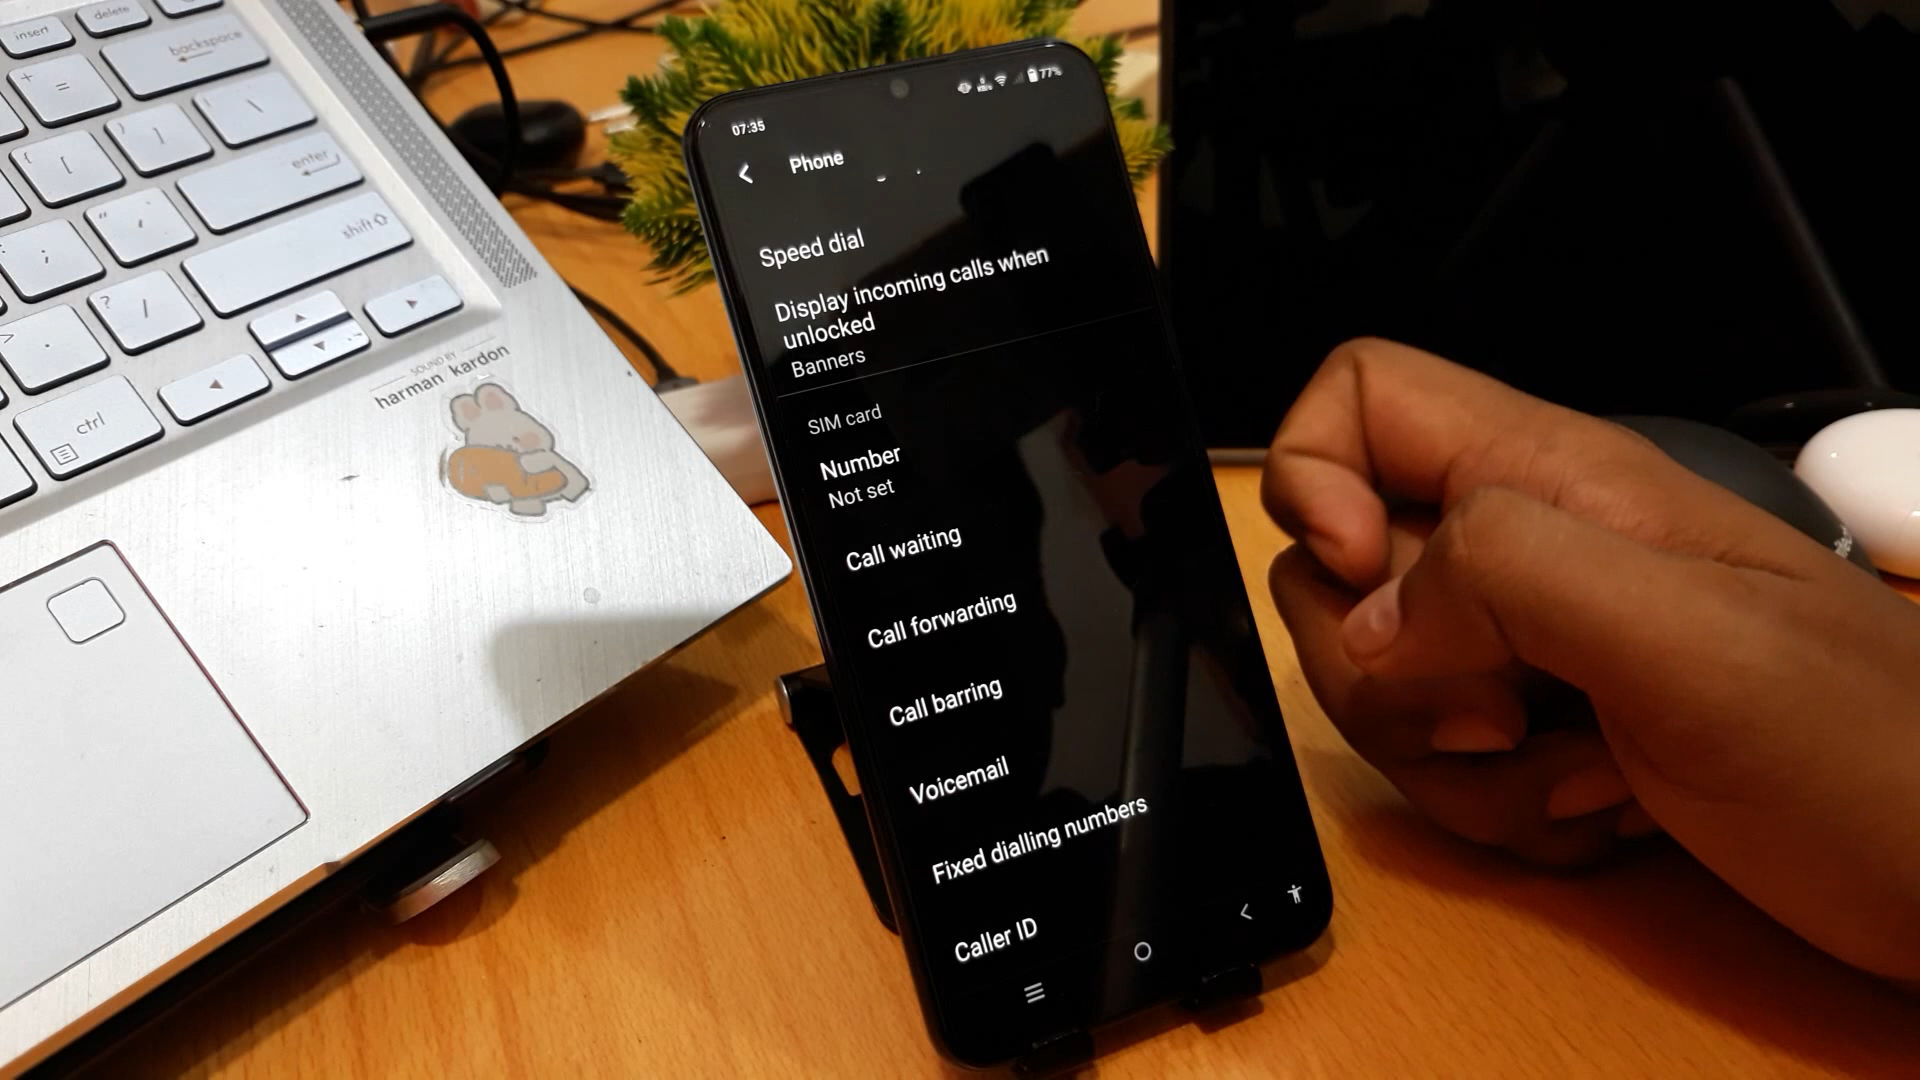 insert
delete
backspace
+
=
\
}
]
{
[
enter
"
'
:
;
shift
?
/
>
.
ctrl
SOUND BY
harman kardon
77%
07:35
Phone
Speed dial
Display incoming calls when
unlocked
Banners
SIM card
Number
Not set
Call waiting
Call forwarding
Call barring
Voicemail
Fixed dialling numbers
Caller ID